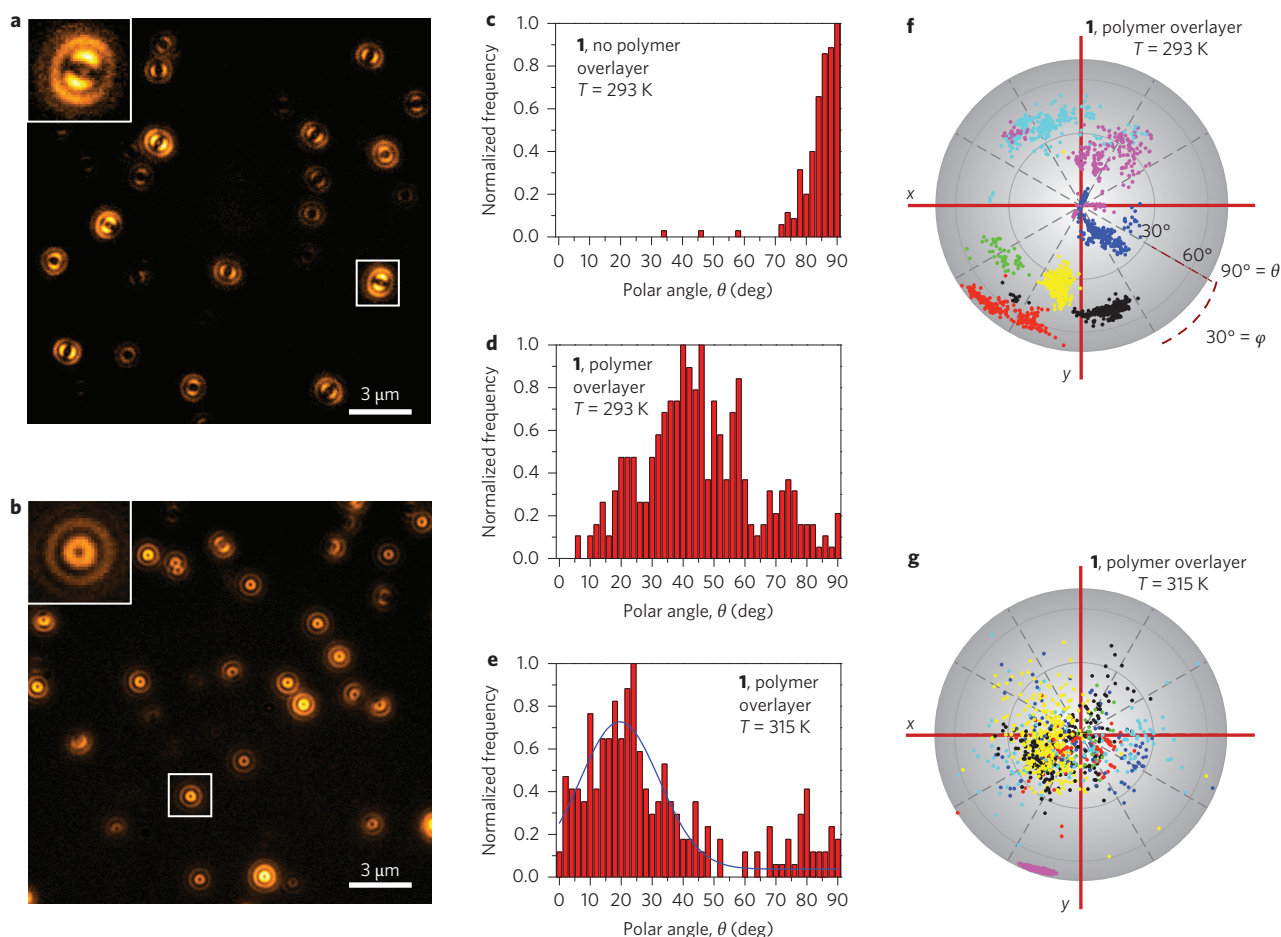 a
3 µm
b
3 µm
c
1, no polymer
overlayer
T = 293 K
Normalized frequency
1.0
0.8
0.6
0.4
0.2
0.0
0 10 20 30 40 50 60 70 80 90
Polar angle, θ (deg)
d
1, polymer
overlayer
T = 293 K
Normalized frequency
1.0
0.8
0.6
0.4
0.2
0.0
0 10 20 30 40 50 60 70 80 90
Polar angle, θ (deg)
e
1, polymer
overlayer
T = 315 K
Normalized frequency
1.0
0.8
0.6
0.4
0.2
0.0
0 10 20 30 40 50 60 70 80 90
Polar angle, θ (deg)
f
1, polymer overlayer
T = 293 K
x
30°
60°
90° = θ
30° = φ
y
g
1, polymer overlayer
T = 315 K
x
y